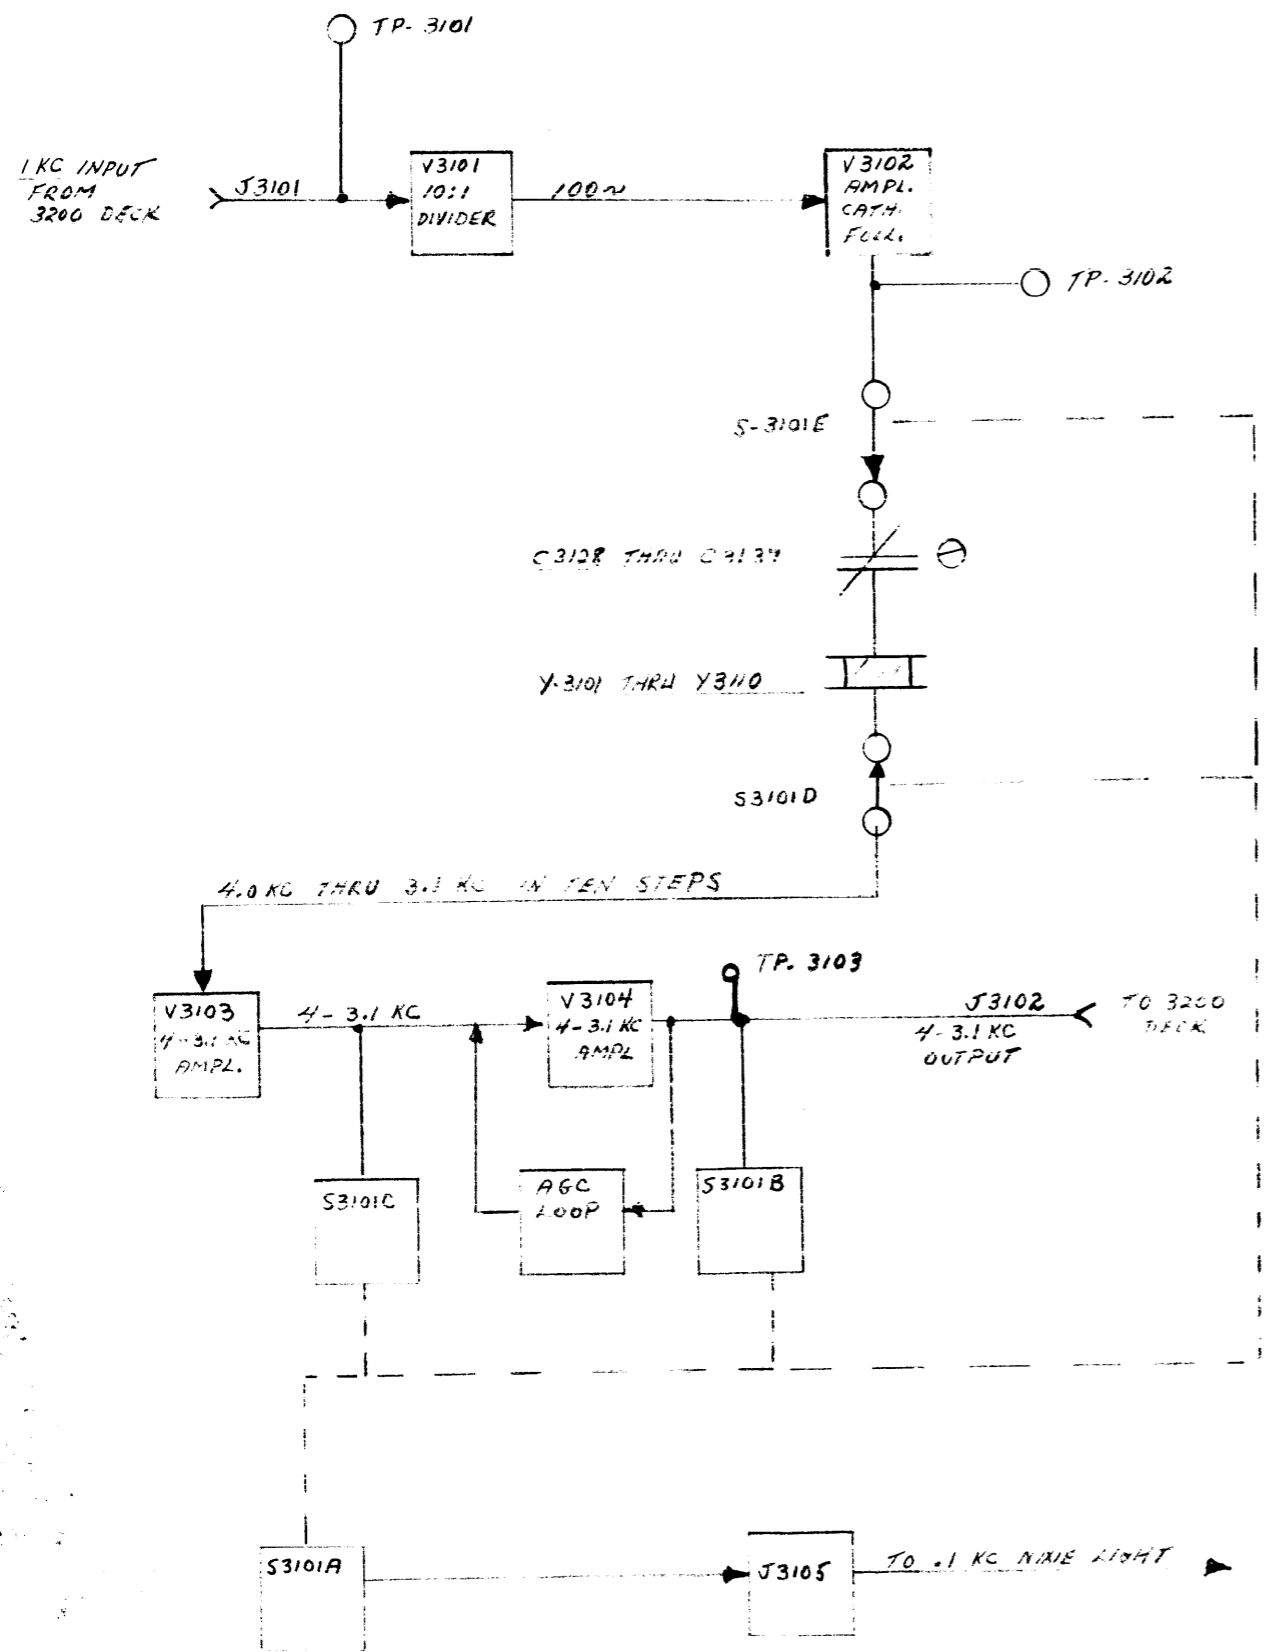 TP-3101
1 KC INPUT
FROM
3200 DECK
J3101
V3101
10:1
DIVIDER
100~
V3102
AMPL.
CATH.
FOLL.
TP-3102
S-3101E
C3128 THRU
Y-3101 THRU Y3110
S3101D
4.0 KC THRU 3.1 KC IN TEN STEPS
TP. 3103
V3103
4-3.1 KC
AMPL.
4-3.1 KC
V3104
4-3.1 KC
AMPL
J3102
4-3.1 KC
OUTPUT
TO 3200
DECK
S3101C
AGC
LOOP
S3101B
S3101A
J3105
TO .1 KC NIXIE LIGHT